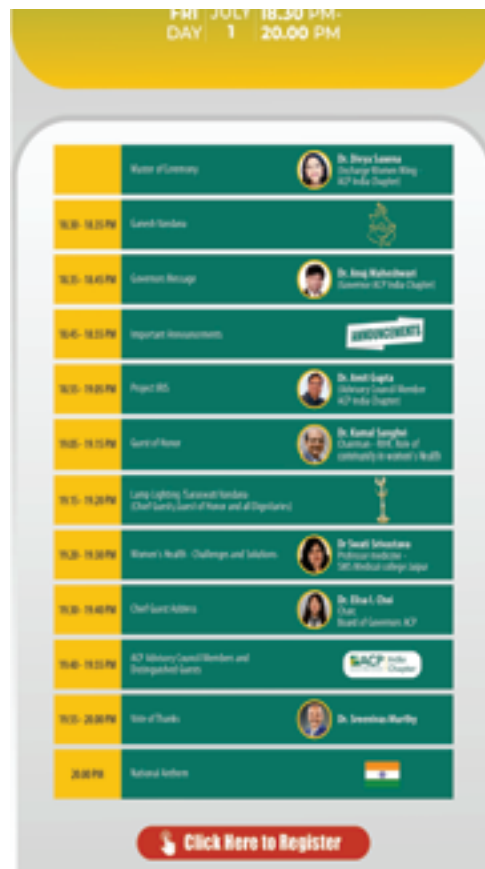 FRI JULY 18.30 PM-
DAY 1 20.00 PM
Master of Ceremony
Dr. Divya Saxena
Incharge Women Wing -
ACP India Chapter)
18.30- 18.35 PM
Ganesh Vandana
18.35- 18.45 PM
Governors Message
Dr. Anuj Maheshwari
(Governor ACP India Chapter)
18.45- 18.55 PM
Important Announcements
ANNOUNCEMENTS
18.55- 19.05 PM
Project IRIS
Dr. Amit Gupta
(Advisory Council Member
ACP India Chapter)
19.05- 19.15 PM
Guest of Honor
Dr. Kamal Sanghvi
Chairman - Role of
community in women's Health
19.15- 19.20 PM
Lamp Lighting/Saraswati Vandana
(Chief Guest, Guest of Honor and all Dignitaries)
19.20- 19.30 PM
Women's Health - Challenges and Solutions
Dr Swati Srivastava
Professor medicine -
SMS Medical college Jaipur
19.30- 19.40 PM
Chief Guest Address
Dr. Elisa I. Choi
Chair,
Board of Governors ACP
19.40- 19.55 PM
ACP Advisory Council Members and
Distinguished Guests
ACP India
Chapter
19.55- 20.00 PM
Vote of Thanks
Dr. Sreenivas Murthy
20.00 PM
National Anthem
Click Here to Register